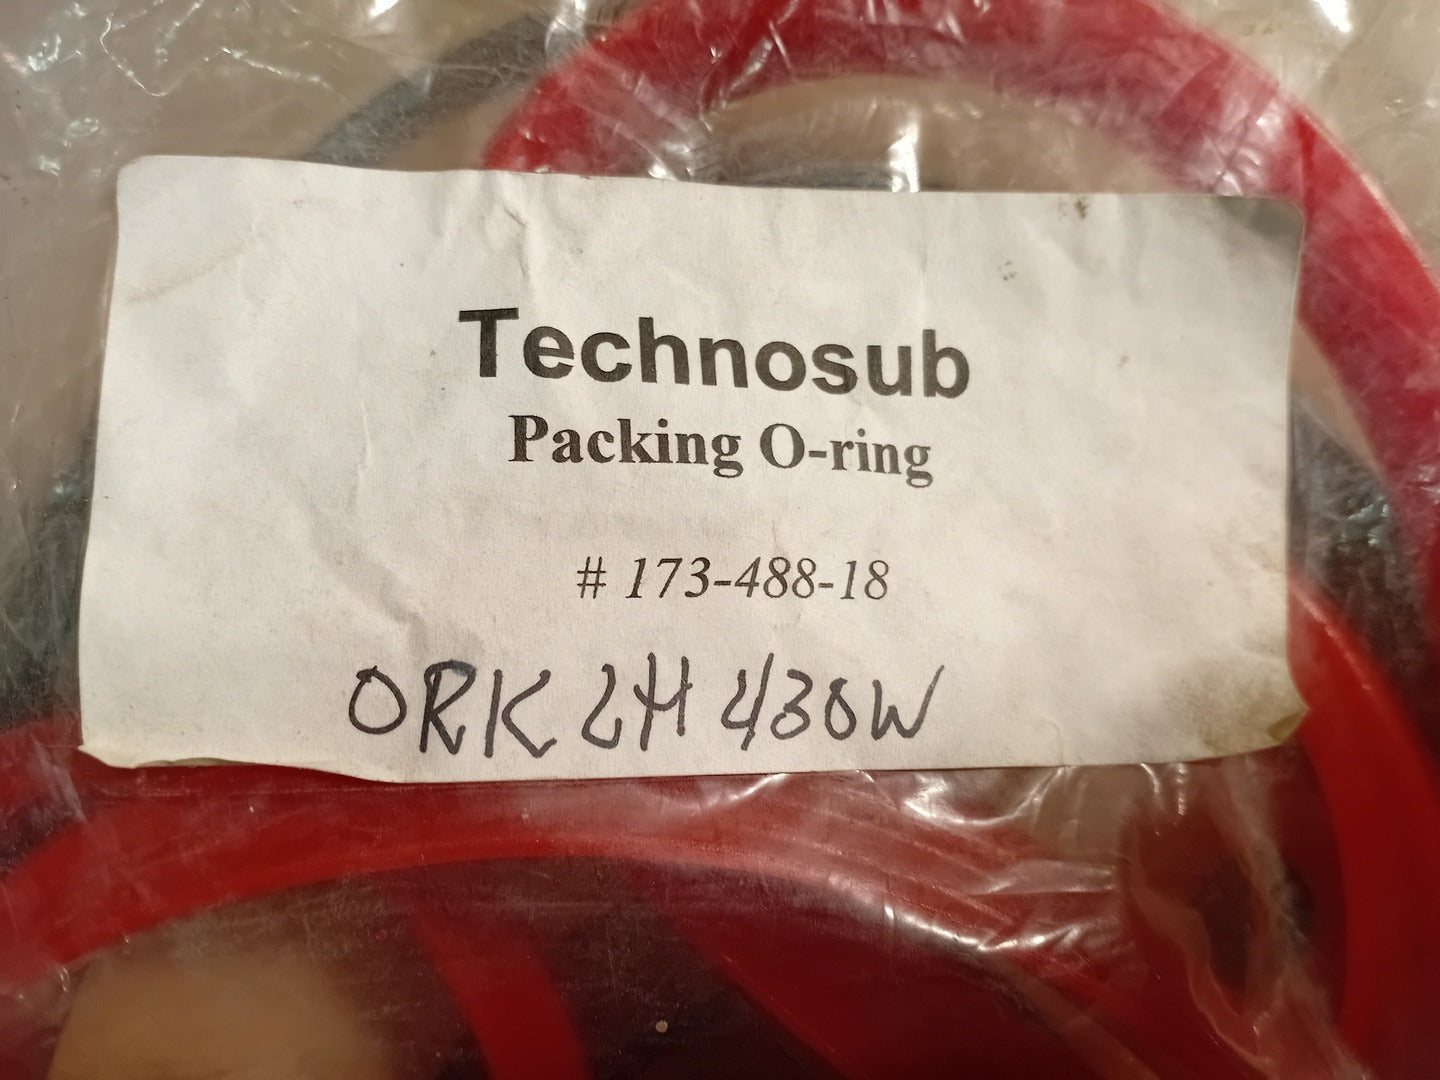 Technosub
Packing O-ring
# 173-488-18
ORK LH 430W